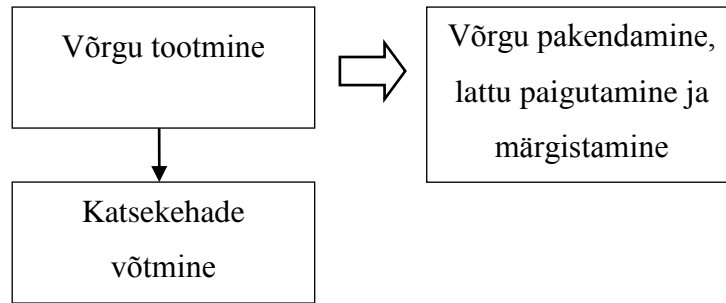 Võrgu tootmine
Võrgu pakendamine,
lattu paigutamine ja
märgistamine
Katsekehade
võtmine